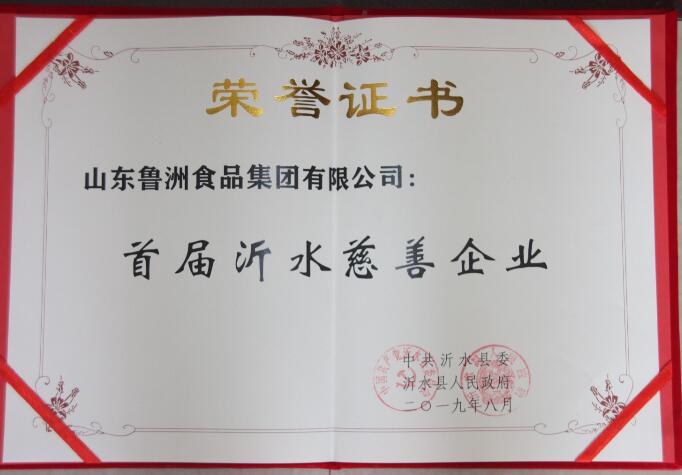 荣誉证书
山东鲁洲食品集团有限公司：
首届沂水慈善企业
中共沂水县委
沂水县人民政府
二〇一九年八月